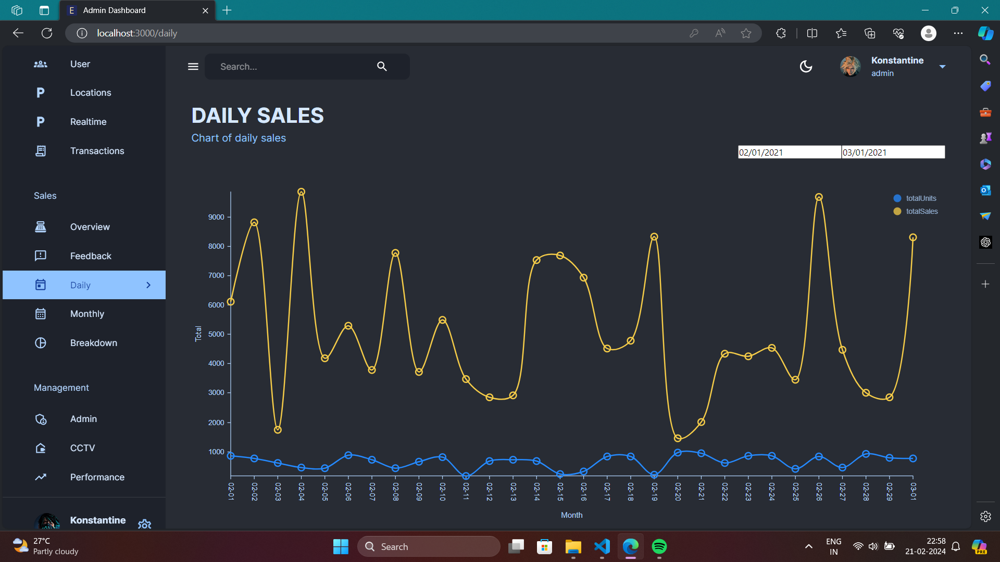 E Admin Dashboard
localhost:3000/daily
User
Locations
Realtime
Transactions
Sales
Overview
Feedback
Daily
Monthly
Breakdown
Management
Admin
CCTV
Performance
Konstantine
Search...
Konstantine
admin
DAILY SALES
Chart of daily sales
02/01/2021 03/01/2021
totalUnits
totalSales
Total
9000
8000
7000
6000
5000
4000
3000
2000
1000
02-01 02-02 02-03 02-04 02-05 02-06 02-07 02-08 02-09 02-10 02-11 02-12 02-13 02-14 02-15 02-16 02-17 02-18 02-19 02-20 02-21 02-22 02-23 02-24 02-25 02-26 02-27 02-28 02-29 03-01
Month
27°C
Partly cloudy
Search
ENG
IN
22:58
21-02-2024
PRE